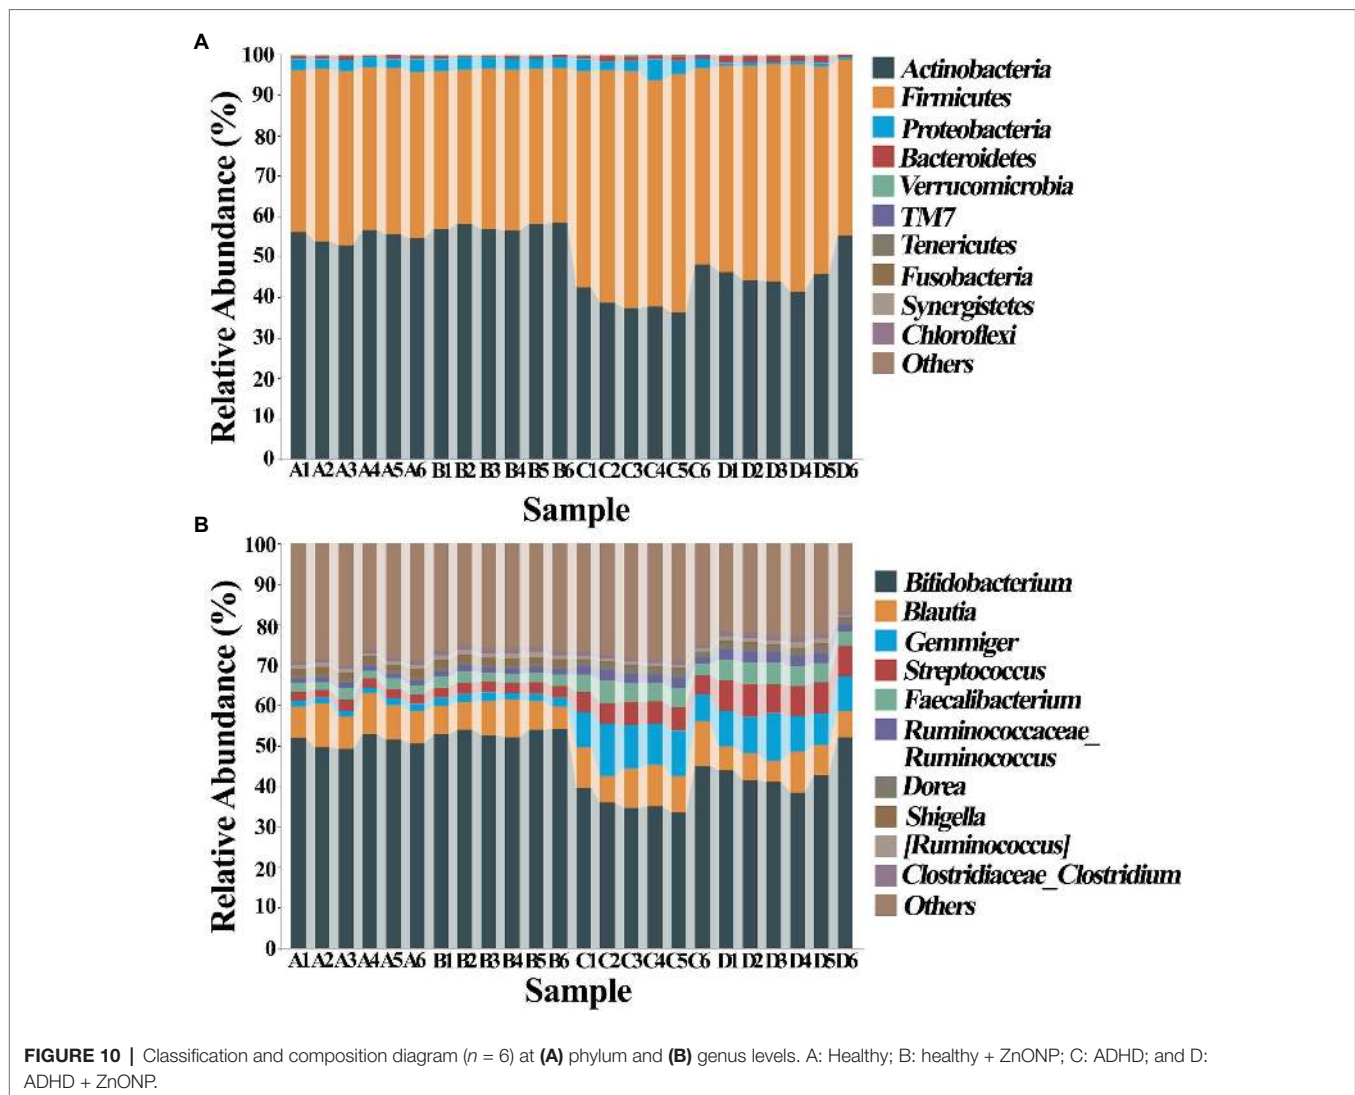 A
100
90
80
70
60
50
40
30
20
10
0
Relative Abundance (%)
A1 A2 A3 A4 A5 A6 B1 B2 B3 B4 B5 B6 C1 C2 C3 C4 C5 C6 D1 D2 D3 D4 D5 D6
Sample
Actinobacteria
Firmicutes
Proteobacteria
Bacteroidetes
Verrucomicrobia
TM7
Tenericutes
Fusobacteria
Synergistetes
Chloroflexi
Others
B
100
90
80
70
60
50
40
30
20
10
0
Relative Abundance (%)
A1 A2 A3 A4 A5 A6 B1 B2 B3 B4 B5 B6 C1 C2 C3 C4 C5 C6 D1 D2 D3 D4 D5 D6
Sample
Bifidobacterium
Blautia
Gemmiger
Streptococcus
Faecalibacterium
Ruminococcaceae_
Ruminococcus
Dorea
Shigella
[Ruminococcus]
Clostridiaceae_Clostridium
Others
FIGURE 10 | Classification and composition diagram (n = 6) at (A) phylum and (B) genus levels. A: Healthy; B: healthy + ZnONP; C: ADHD; and D:
ADHD + ZnONP.